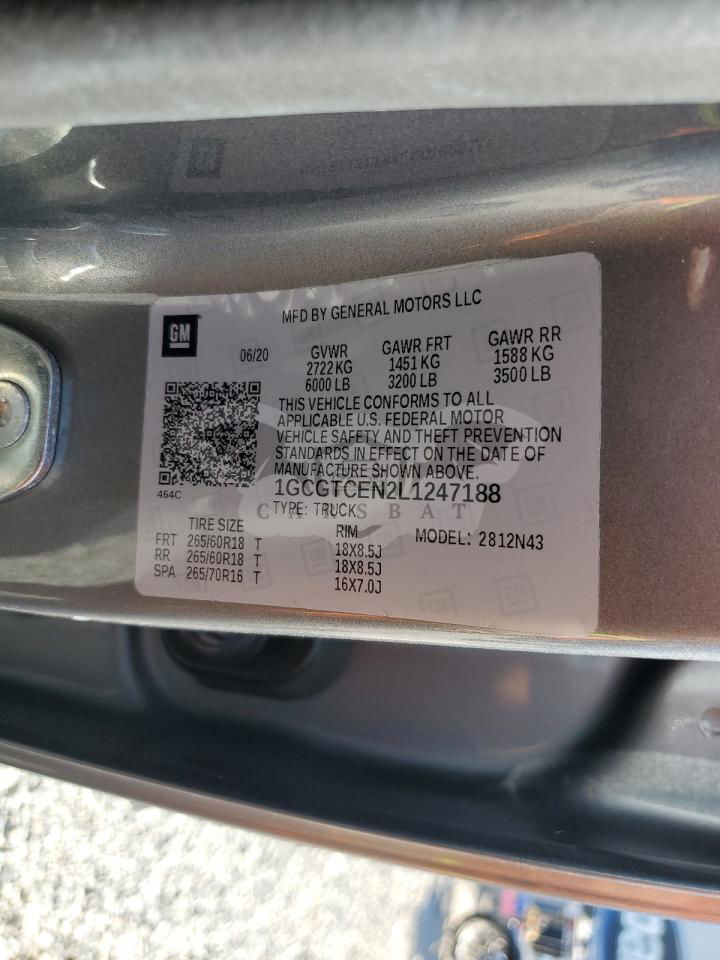 GM
MFD BY GENERAL MOTORS LLC
06/20 GVWR GAWR FRT GAWR RR
2722 KG 1451 KG 1588 KG
6000 LB 3200 LB 3500 LB
THIS VEHICLE CONFORMS TO ALL
APPLICABLE U.S. FEDERAL MOTOR
VEHICLE SAFETY AND THEFT PREVENTION
STANDARDS IN EFFECT ON THE DATE OF
MANUFACTURE SHOWN ABOVE.
464C
1GCGTCEN2L1247188
TYPE: TRUCK
CARSBAT
TIRE SIZE RIM MODEL: 2812N43
FRT 265/60R18 T 18X8.5J
RR 265/60R18 T 18X8.5J
SPA 265/70R16 T 16X7.0J